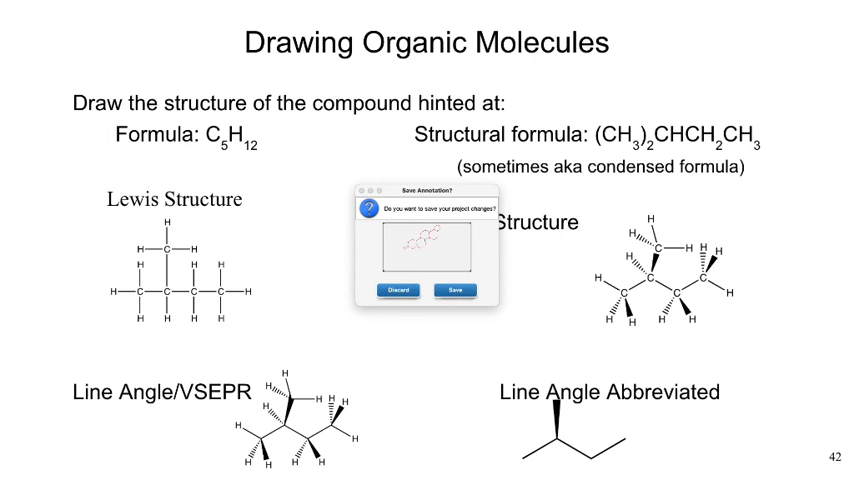 Drawing Organic Molecules
Draw the structure of the compound hinted at:
Formula: C5H12
Structural formula: (CH3)2CHCH2CH3
(sometimes aka condensed formula)
Save Annotation?
Do you want to save your project changes?
Discard
Save
Lewis Structure
Structure
H
H C H
H H H
H C C C C H
H H H H
H
H
C H H H
H
H C C
C C H
H H H H
Line Angle/VSEPR
H
H
H H H
H
H
H
H H H H
Line Angle Abbreviated
42